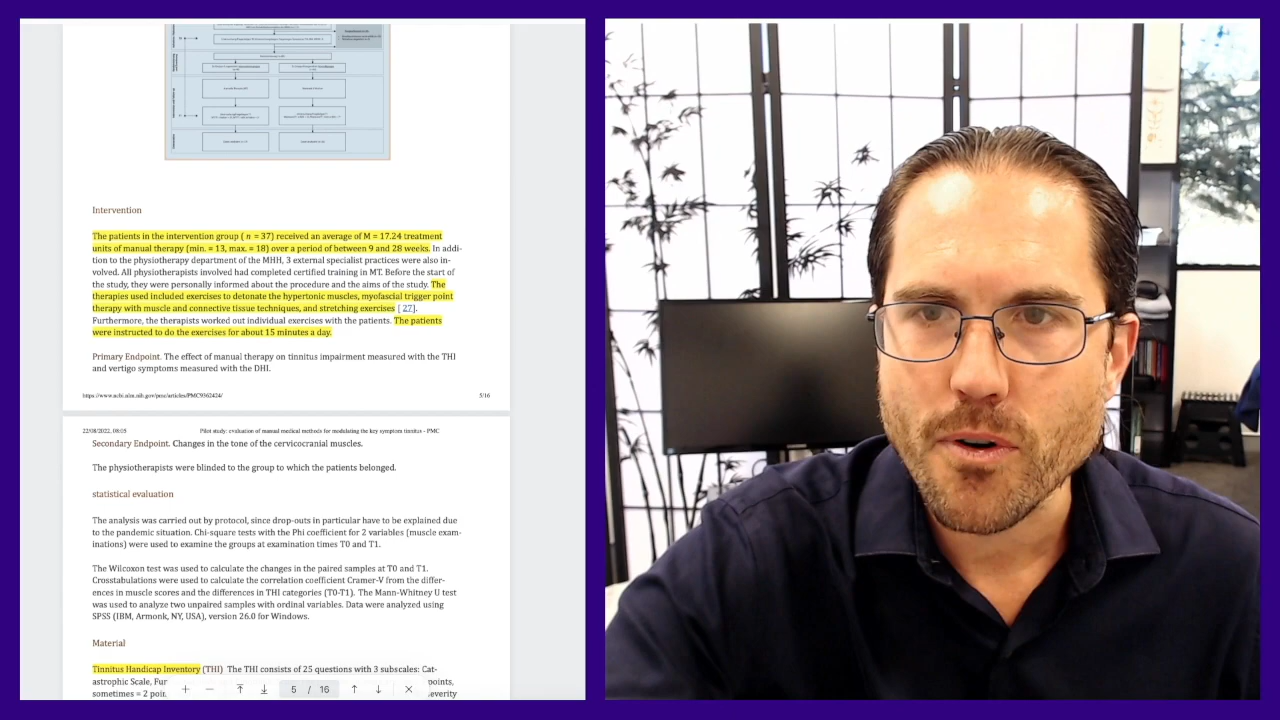 Intervention
The patients in the intervention group ( n = 37) received an average of M = 17.24 treatment
units of manual therapy (min. = 13, max. = 18) over a period of between 9 and 28 weeks. In addi-
tion to the physiotherapy department of the MHH, 3 external specialist practices were also in-
volved. All physiotherapists involved had completed certified training in MT. Before the start of
the study, they were personally informed about the procedure and the aims of the study. The
therapies used included exercises to detonate the hypertonic muscles, myofascial trigger point
therapy with muscle and connective tissue techniques, and stretching exercises [ 27].
Furthermore, the therapists worked out individual exercises with the patients. The patients
were instructed to do the exercises for about 15 minutes a day.
Primary Endpoint. The effect of manual therapy on tinnitus impairment measured with the THI
and vertigo symptoms measured with the DHI.
https://www.ncbi.nlm.nih.gov/pmc/articles/PMC9362424/ 5/16
22/08/2022, 08:05 Pilot study: evaluation of manual medical methods for modulating the key symptom tinnitus - PMC
Secondary Endpoint. Changes in the tone of the cervicocranial muscles.
The physiotherapists were blinded to the group to which the patients belonged.
statistical evaluation
The analysis was carried out by protocol, since drop-outs in particular have to be explained due
to the pandemic situation. Chi-square tests with the Phi coefficient for 2 variables (muscle exam-
inations) were used to examine the groups at examination times T0 and T1.
The Wilcoxon test was used to calculate the changes in the paired samples at T0 and T1.
Crosstabulations were used to calculate the correlation coefficient Cramer-V from the differ-
ences in muscle scores and the differences in THI categories (T0-T1). The Mann-Whitney U test
was used to analyze two unpaired samples with ordinal variables. Data were analyzed using
SPSS (IBM, Armonk, NY, USA), version 26.0 for Windows.
Material
Tinnitus Handicap Inventory (THI) The THI consists of 25 questions with 3 subscales: Cat-
astrophic Scale, points,
sometimes = 2
5 / 16